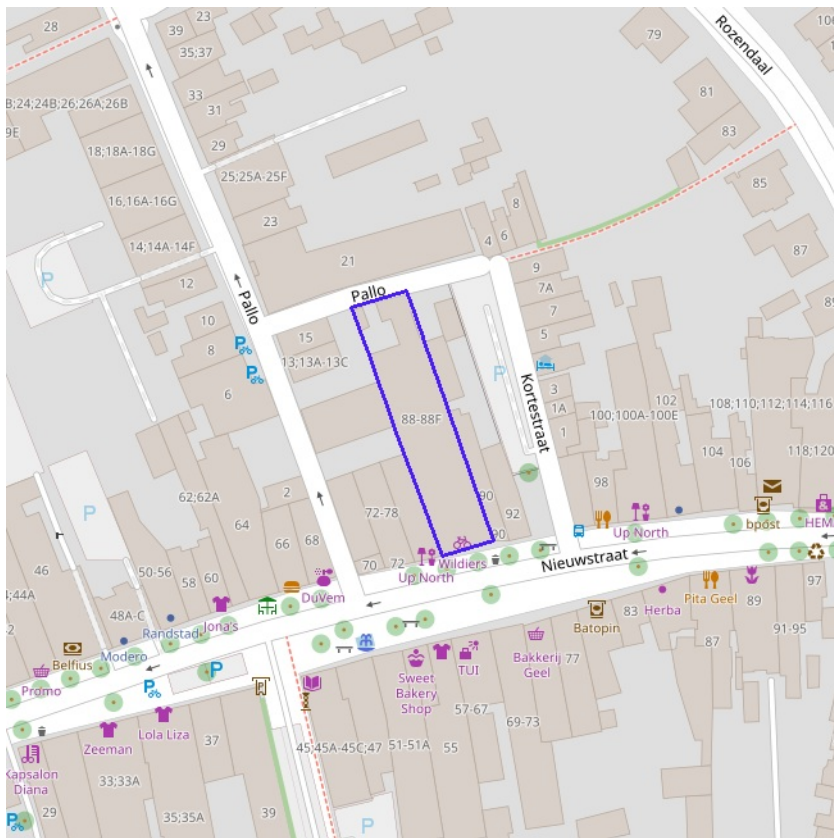 28
23
39
35;37
79
Rozendaal
81
83
33
31
29
B;24;24B;26;26A;26B
9E
18;18A-18G
25;25A-25F
16;16A-16G
23
8
4
6
85
14;14A-14F
21
9
87
P
12
Pallo
Pallo
7A
7
89
10
8
15
13;13A-13C
5
6
P
Kortestraat
3
1A
1
102
100;100A-100E
108;110;112;114;116
88-88F
104
106
118;120
98
62;62A
2
90
92
72-78
P
64
66
68
90
Up North
bpost
HEMA
46
50-56
58
60
70
72
Wildiers
Up North
Nieuwstraat
44;44A
48A-C
DuVem
Jona's
Randstad
Modero
Belfius
Promo
P
83
Herba
Pita Geel
89
97
Batopin
87
91-95
Sweet
Bakery
Shop
TUI
Bakkerij
Geel
77
Lola Liza
Zeeman
37
57-67
69-73
45;45A-45C;47
51-51A
55
Kapsalon
Diana
33;33A
29
35;35A
39
P